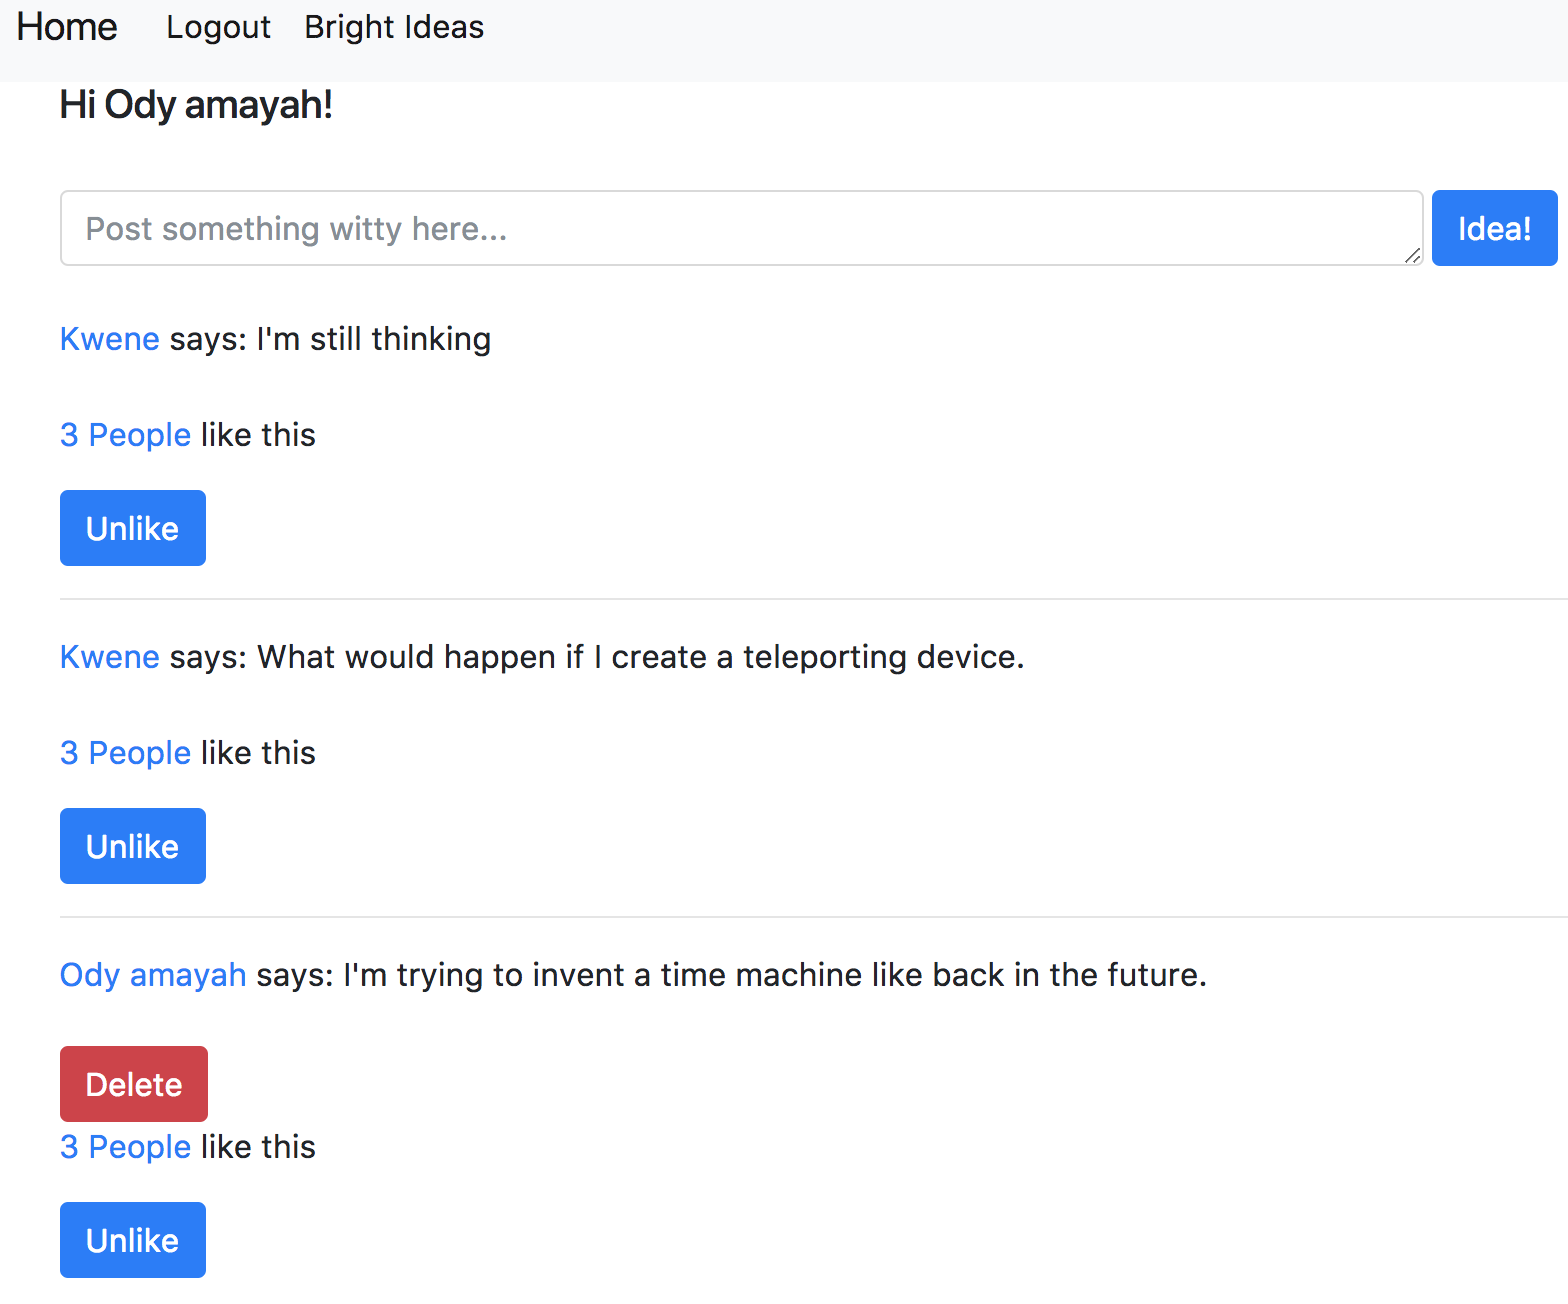 Home Logout Bright Ideas
Hi Ody amayah!
Post something witty here...
Idea!
Kwene says: I'm still thinking
3 People like this
Unlike
Kwene says: What would happen if I create a teleporting device.
3 People like this
Unlike
Ody amayah says: I'm trying to invent a time machine like back in the future.
Delete
3 People like this
Unlike